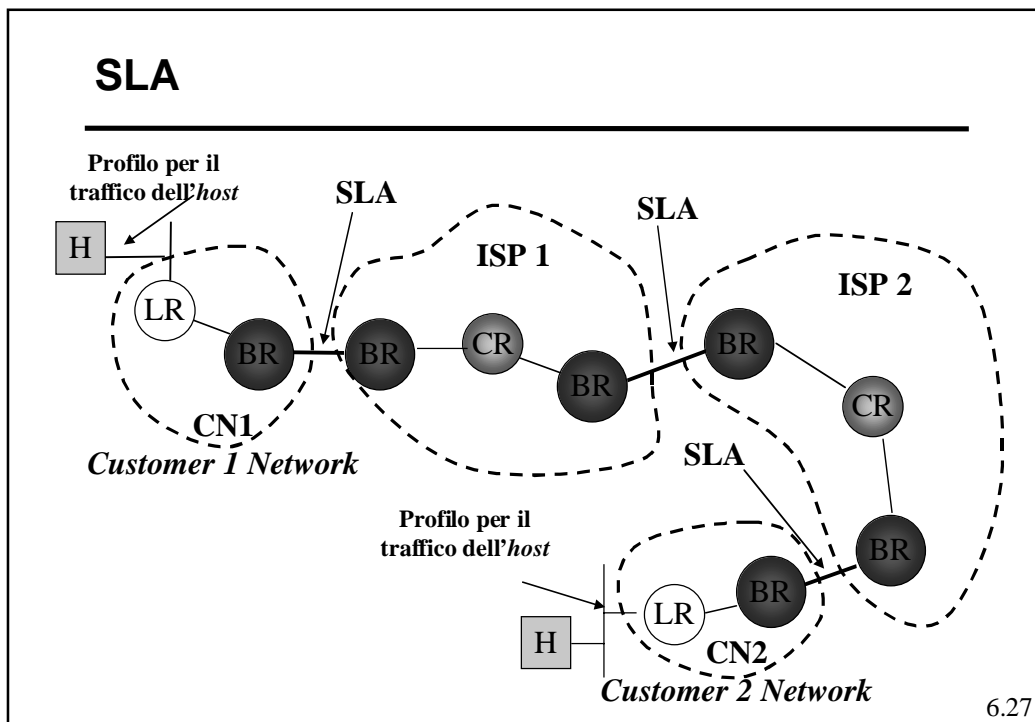 SLA
Profilo per il
traffico dell'host
SLA
SLA
H
ISP 1
ISP 2
LR
BR
BR
CR
BR
BR
CR
CN1
Customer 1 Network
SLA
Profilo per il
traffico dell'host
BR
BR
LR
H
CN2
Customer 2 Network
6.27